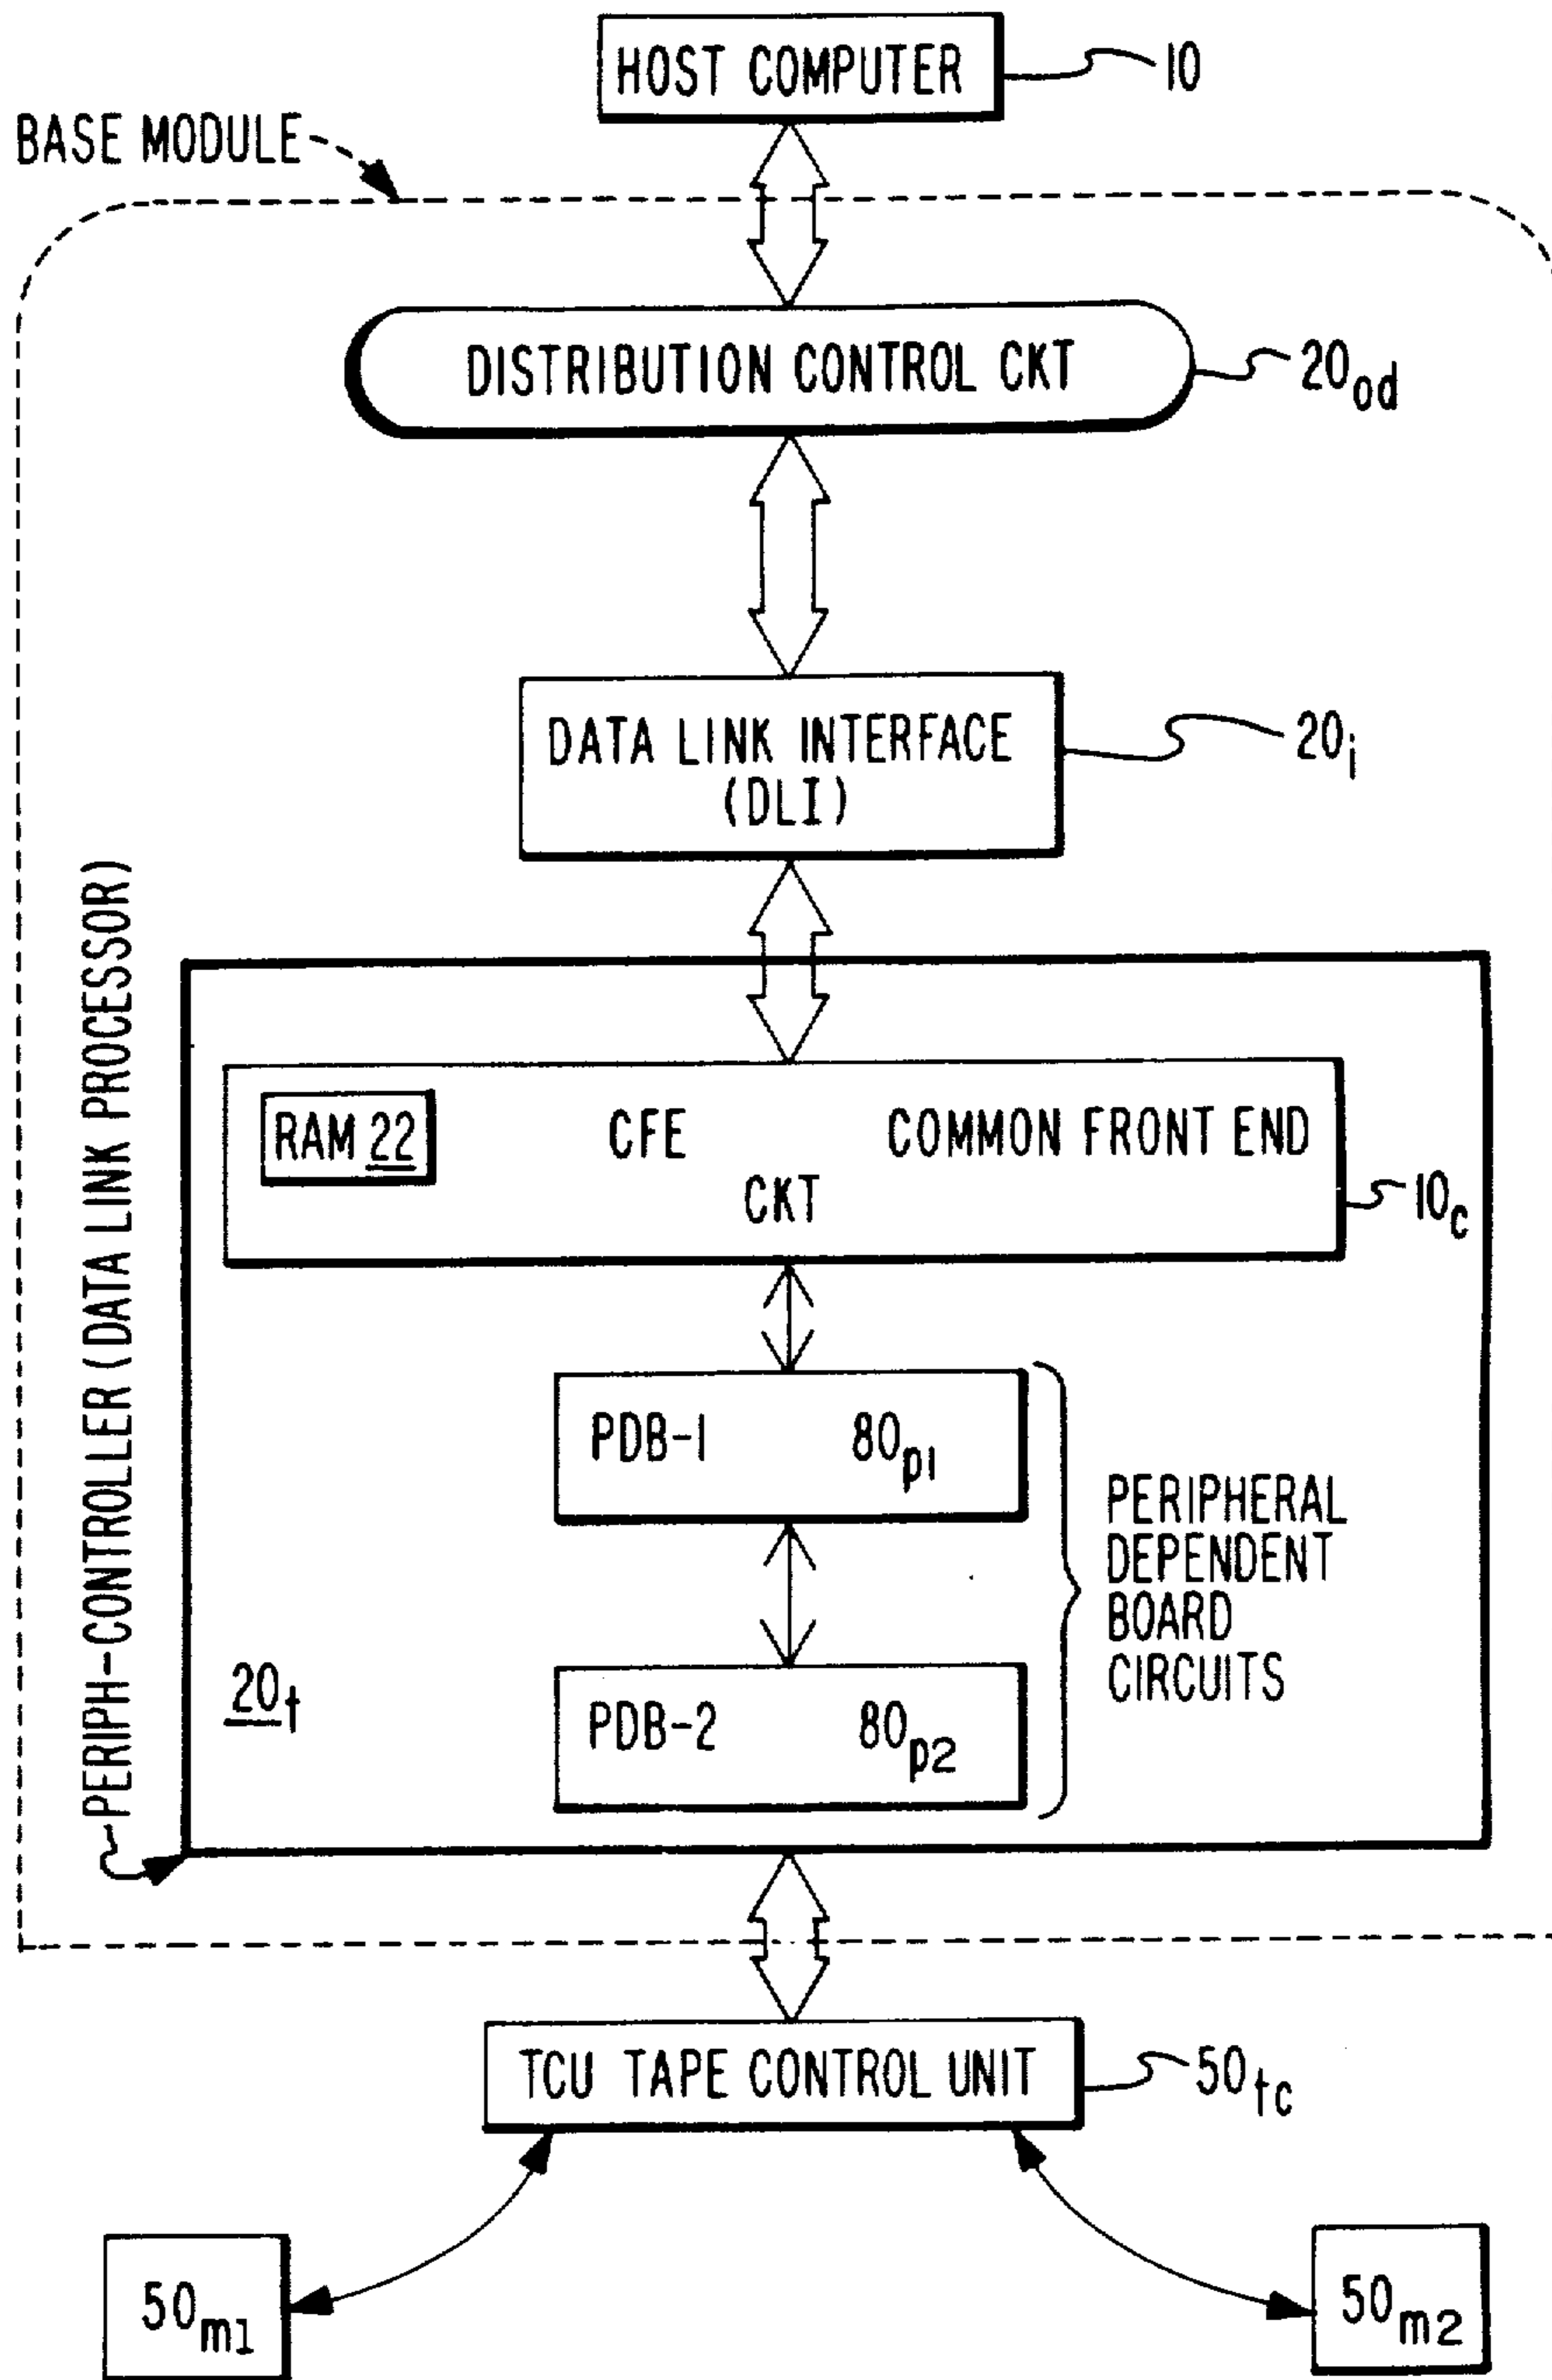 HOST COMPUTER
10
BASE MODULE
DISTRIBUTION CONTROL CKT
20od
DATA LINK INTERFACE
(DLI)
20i
PERIPH-CONTROLLER (DATA LINK PROCESSOR)
RAM 22
CFE
COMMON FRONT END
CKT
10c
PDB-1 80p1
PERIPHERAL
DEPENDENT
BOARD
CIRCUITS
20t
PDB-2 80p2
TCU TAPE CONTROL UNIT
50tc
50m1
50m2